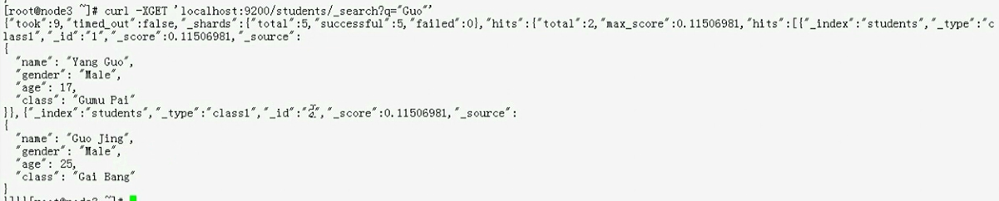 [root@node3 ~]# curl -XGET 'localhost:9200/students/_search?q="Guo"'
{"took":9,"timed_out":false,"_shards":{"total":5,"successful":5,"failed":0},"hits":{"total":2,"max_score":0.11506981,"hits":[{"_index":"students","_type":"c
lass1","_id":"1","_score":0.11506981,"_source":
{
  "name": "Yang Guo",
  "gender": "Male",
  "age": 17,
  "class": "Gumu Pai"
}},{"_index":"students","_type":"class1","_id":"","_score":0.11506981,"_source":
{
  "name": "Guo Jing",
  "gender": "Male",
  "age": 25,
  "class": "Gai Bang"
}
}]}}[root@node3 ~]#